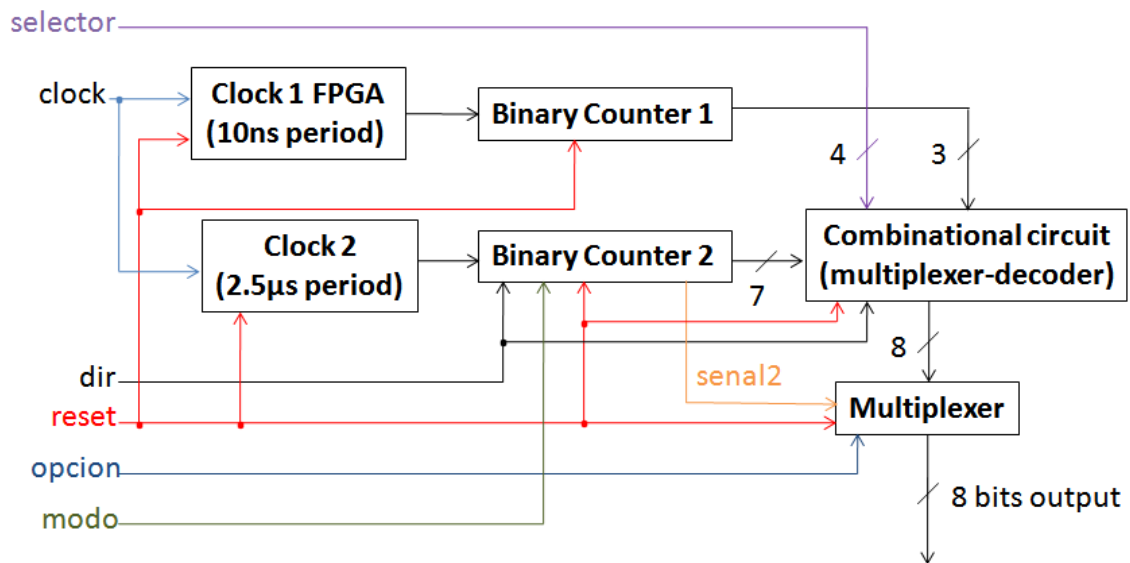 selector
clock
Clock 1 FPGA
(10ns period)
Binary Counter 1
4
3
Clock 2
(2.5µs period)
Binary Counter 2
7
Combinational circuit
(multiplexer-decoder)
8
dir
senal2
reset
Multiplexer
opcion
8 bits output
modo